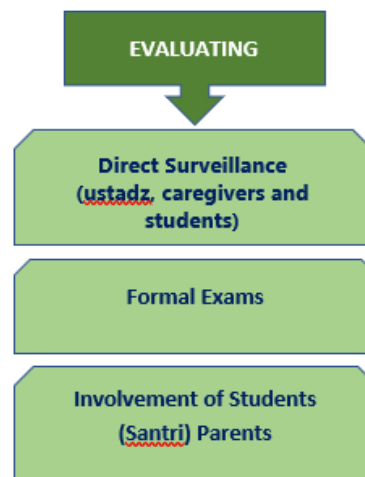 EVALUATING
Direct Surveillance
(ustadz, caregivers and
students)
Formal Exams
Involvement of Students
(Santri) Parents